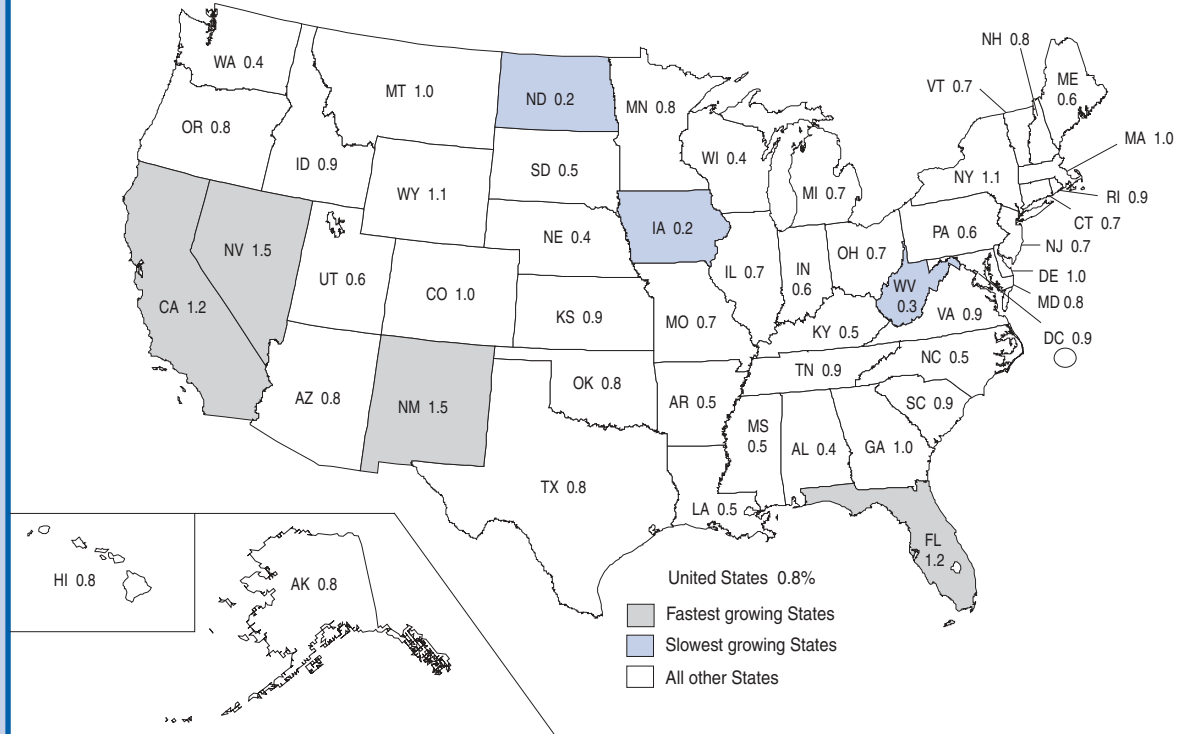 NH 0.8
WA 0.4
VT 0.7
ME
0.6
MT 1.0
ND 0.2
MN 0.8
OR 0.8
MA 1.0
ID 0.9
SD 0.5
WI 0.4
MI 0.7
NY 1.1
WY 1.1
RI 0.9
CT 0.7
IA 0.2
NE 0.4
PA 0.6
NJ 0.7
NV 1.5
UT 0.6
OH 0.7
IL 0.7
IN
0.6
DE 1.0
CO 1.0
WV
0.3
MD 0.8
CA 1.2
KS 0.9
MO 0.7
VA 0.9
KY 0.5
DC 0.9
NC 0.5
TN 0.9
OK 0.8
AZ 0.8
NM 1.5
AR 0.5
SC 0.9
MS
0.5
AL 0.4
GA 1.0
TX 0.8
LA 0.5
FL
1.2
HI 0.8
AK 0.8
United States 0.8%
Fastest growing States
Slowest growing States
All other States